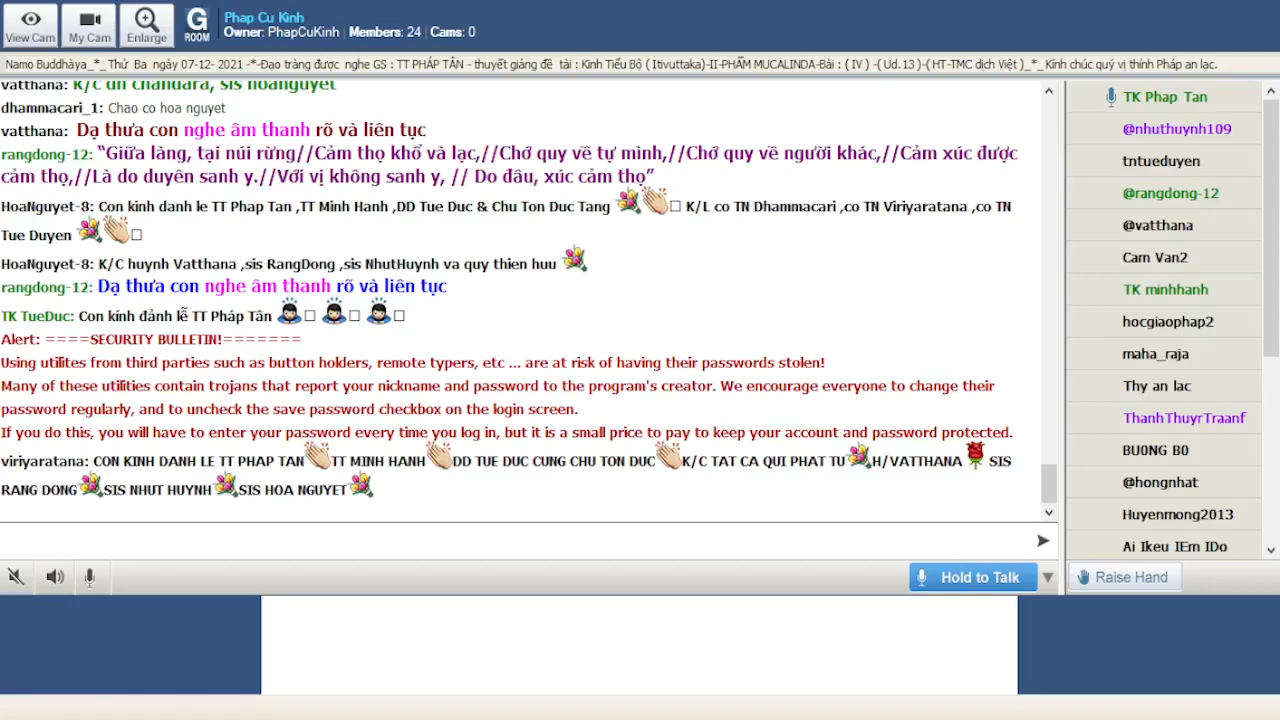 View Cam
My Cam
Enlarge
G
ROOM
Phap Cu Kinh
Owner: PhapCuKinh | Members: 24 | Cams: 0
Namo Buddhàya_*_ Thứ Ba ngày 07-12- 2021 -*-Đạo tràng được nghe GS : TT PHÁP TÂN - thuyết giảng đề tài : Kinh Tiểu Bộ ( Itivuttaka)-II-PHẨM MUCALINDA-Bài : ( IV ) -( Ud. 13 )-( HT-TMC dịch Việt )_*_ Kính chúc quý vị thính Pháp an lạc.
vatthana: K/C dh chandara, sis hoanguyet
dhammacari_1: Chao co hoa nguyet
vatthana: Dạ thưa con nghe âm thanh rõ và liên tục
rangdong-12: “Giữa làng, tại núi rừng//Cảm thọ khổ và lạc,//Chớ quy về tự mình,//Chớ quy về người khác,//Cảm xúc được
cảm thọ,//Là do duyên sanh y.//Với vị không sanh y, // Do đâu, xúc cảm thọ”
HoaNguyet-8: Con kinh danh le TT Phap Tan ,TT Minh Hanh ,DD Tue Duc & Chu Ton Duc Tang K/L co TN Dhammacari ,co TN Viriyaratana ,co TN
Tue Duyen
HoaNguyet-8: K/C huynh Vatthana ,sis RangDong ,sis NhutHuynh va quy thien huu
rangdong-12: Dạ thưa con nghe âm thanh rõ và liên tục
TK TueDuc: Con kính đảnh lễ TT Pháp Tân
Alert: ====SECURITY BULLETIN!=======
Using utilites from third parties such as button holders, remote typers, etc ... are at risk of having their passwords stolen!
Many of these utilities contain trojans that report your nickname and password to the program's creator. We encourage everyone to change their
password regularly, and to uncheck the save password checkbox on the login screen.
If you do this, you will have to enter your password every time you log in, but it is a small price to pay to keep your account and password protected.
viriyaratana: CON KINH DANH LE TT PHAP TAN TT MINH HANH DD TUE DUC CUNG CHU TON DUC K/C TAT CA QUI PHAT TU H/VATTHANA SIS
RANG DONG SIS NHUT HUYNH SIS HOA NGUYET
Hold to Talk
TK Phap Tan
@nhuthuynh109
tntueduyen
@rangdong-12
@vatthana
Cam Van2
TK minhhanh
hocgiaophap2
maha_raja
Thy an lac
ThanhThuyrTraanf
BU0NG B0
@hongnhat
Huyenmong2013
Ai Ikeu IEm IDo
Raise Hand